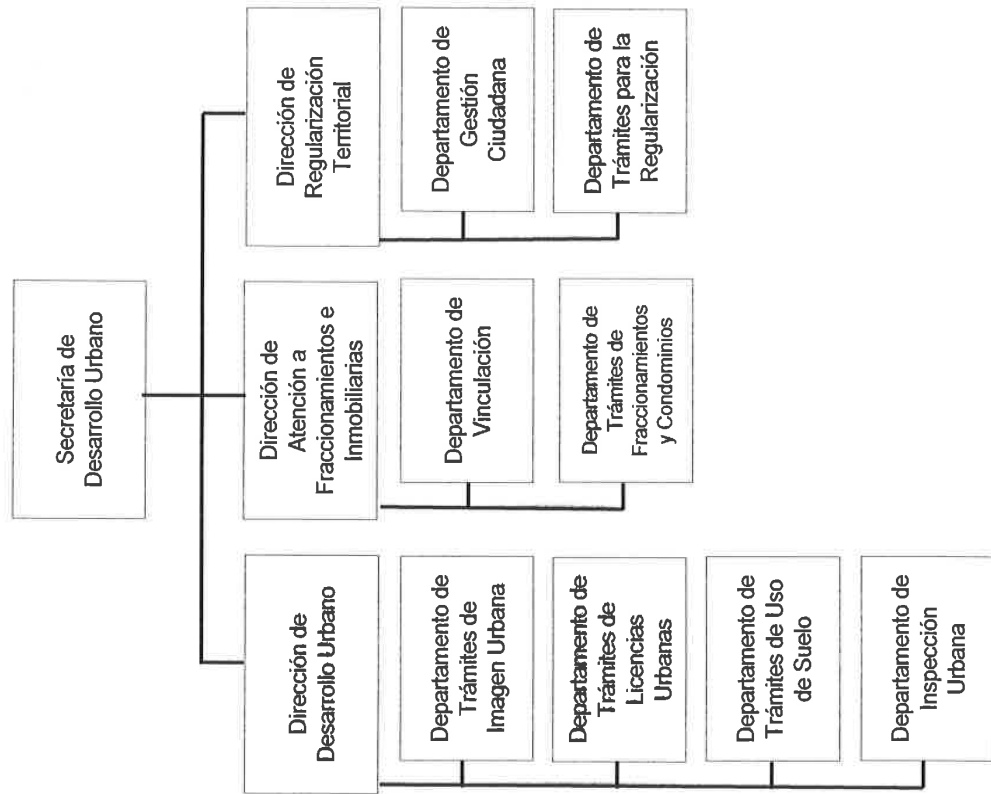 Secretaría de
Desarrollo Urbano
Dirección de
Desarrollo Urbano
Departamento de
Trámites de
Imagen Urbana
Departamento de
Trámites de
Licencias
Urbanas
Departamento de
Trámites de Uso
de Suelo
Departamento de
Inspección
Urbana
Dirección de
Atención a
Fraccionamientos e
Inmobiliarias
Departamento de
Vinculación
Departamento de
Trámites de
Fraccionamientos
y Condominios
Dirección de
Regularización
Territorial
Departamento de
Gestión
Ciudadana
Departamento de
Trámites para la
Regularización